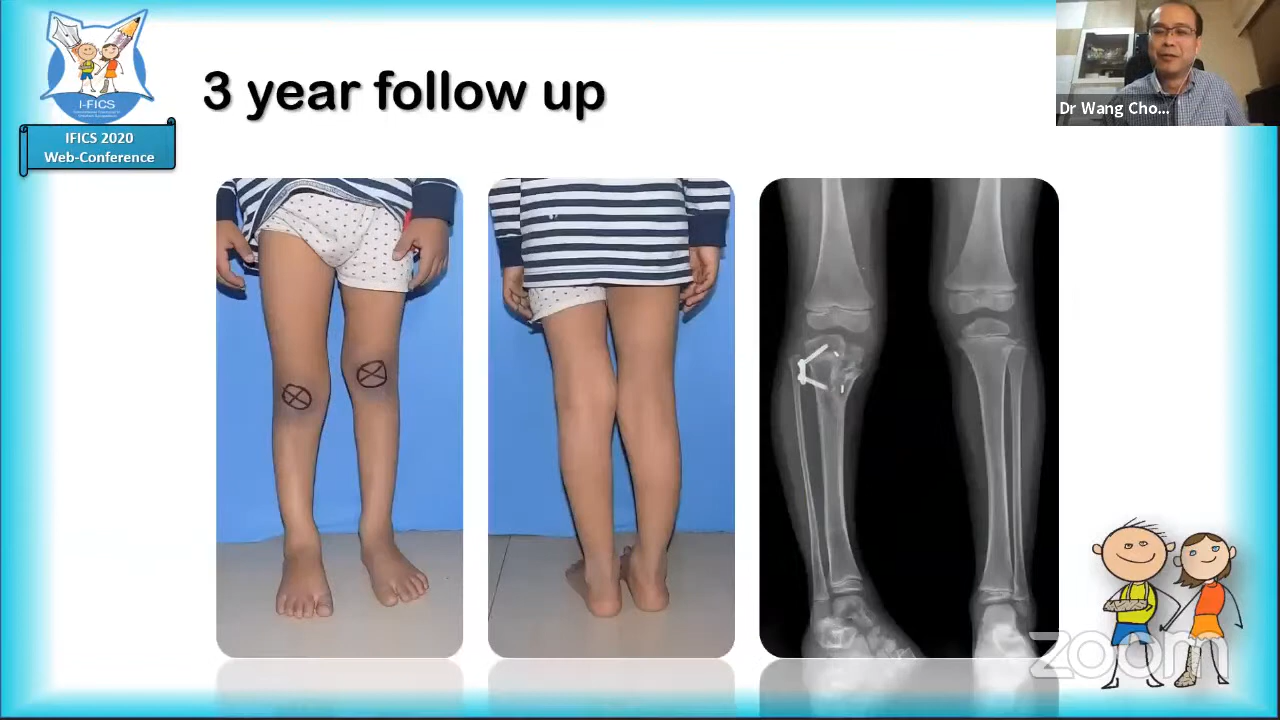 3 year follow up
I-FICS
IFICS 2020
Web-Conference
Dr Wang Cho...
zoom